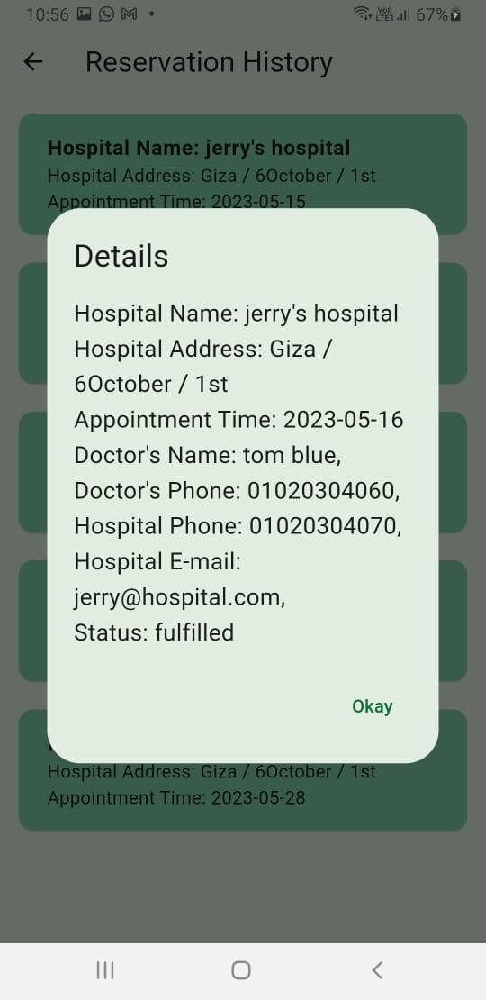 10:56
VoI)
LTE1
67%
Reservation History
Hospital Name: jerry's hospital
Hospital Address: Giza / 6October / 1st
Appointment Time: 2023-05-15
Details
Hospital Name: jerry's hospital
Hospital Address: Giza /
6October / 1st
Appointment Time: 2023-05-16
Doctor's Name: tom blue,
Doctor's Phone: 01020304060,
Hospital Phone: 01020304070,
Hospital E-mail:
jerry@hospital.com,
Status: fulfilled
Okay
Hospital Address: Giza / 6October / 1st
Appointment Time: 2023-05-28